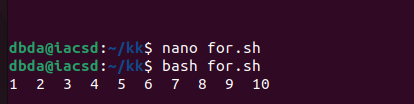 dbda@iacsd:~/kk$ nano for.sh
dbda@iacsd:~/kk$ bash for.sh
1  2  3  4  5  6  7  8  9  10